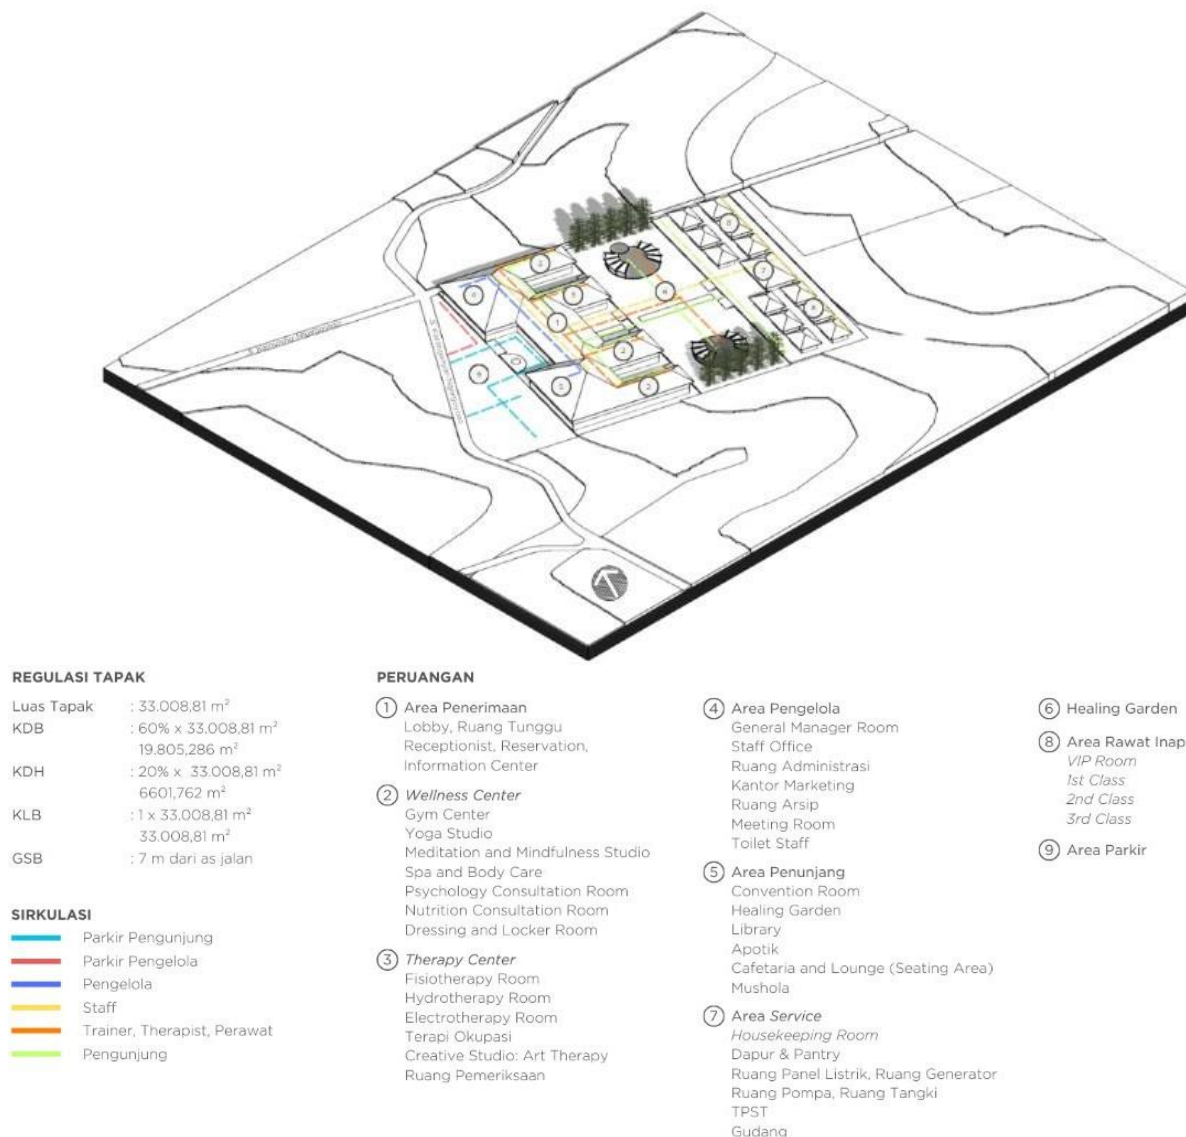 REGULASI TAPAK
Luas Tapak : 33.008,81 m²
KDB : 60% x 33.008,81 m²
19.805,286 m²
KDH : 20% x 33.008,81 m²
6601,762 m²
KLB : 1 x 33.008,81 m²
33.008,81 m²
GSB : 7 m dari as jalan
SIRKULASI
Parkir Pengunjung
Parkir Pengelola
Pengelola
Staff
Trainer, Therapist, Perawat
Pengunjung
PERUANGAN
1 Area Penerimaan
Lobby, Ruang Tunggu
Receptionist, Reservation,
Information Center
2 Wellness Center
Gym Center
Yoga Studio
Meditation and Mindfulness Studio
Spa and Body Care
Psychology Consultation Room
Nutrition Consultation Room
Dressing and Locker Room
3 Therapy Center
Fisiotherapy Room
Hydrotherapy Room
Electrotherapy Room
Terapi Okupasi
Creative Studio: Art Therapy
Ruang Pemeriksaan
4 Area Pengelola
General Manager Room
Staff Office
Ruang Administrasi
Kantor Marketing
Ruang Arsip
Meeting Room
Toilet Staff
5 Area Penunjang
Convention Room
Healing Garden
Library
Apotik
Cafetaria and Lounge (Seating Area)
Mushola
7 Area Service
Housekeeping Room
Dapur & Pantry
Ruang Panel Listrik, Ruang Generator
Ruang Pompa, Ruang Tangki
TPST
Gudang
6 Healing Garden
8 Area Rawat Inap
VIP Room
1st Class
2nd Class
3rd Class
9 Area Parkir